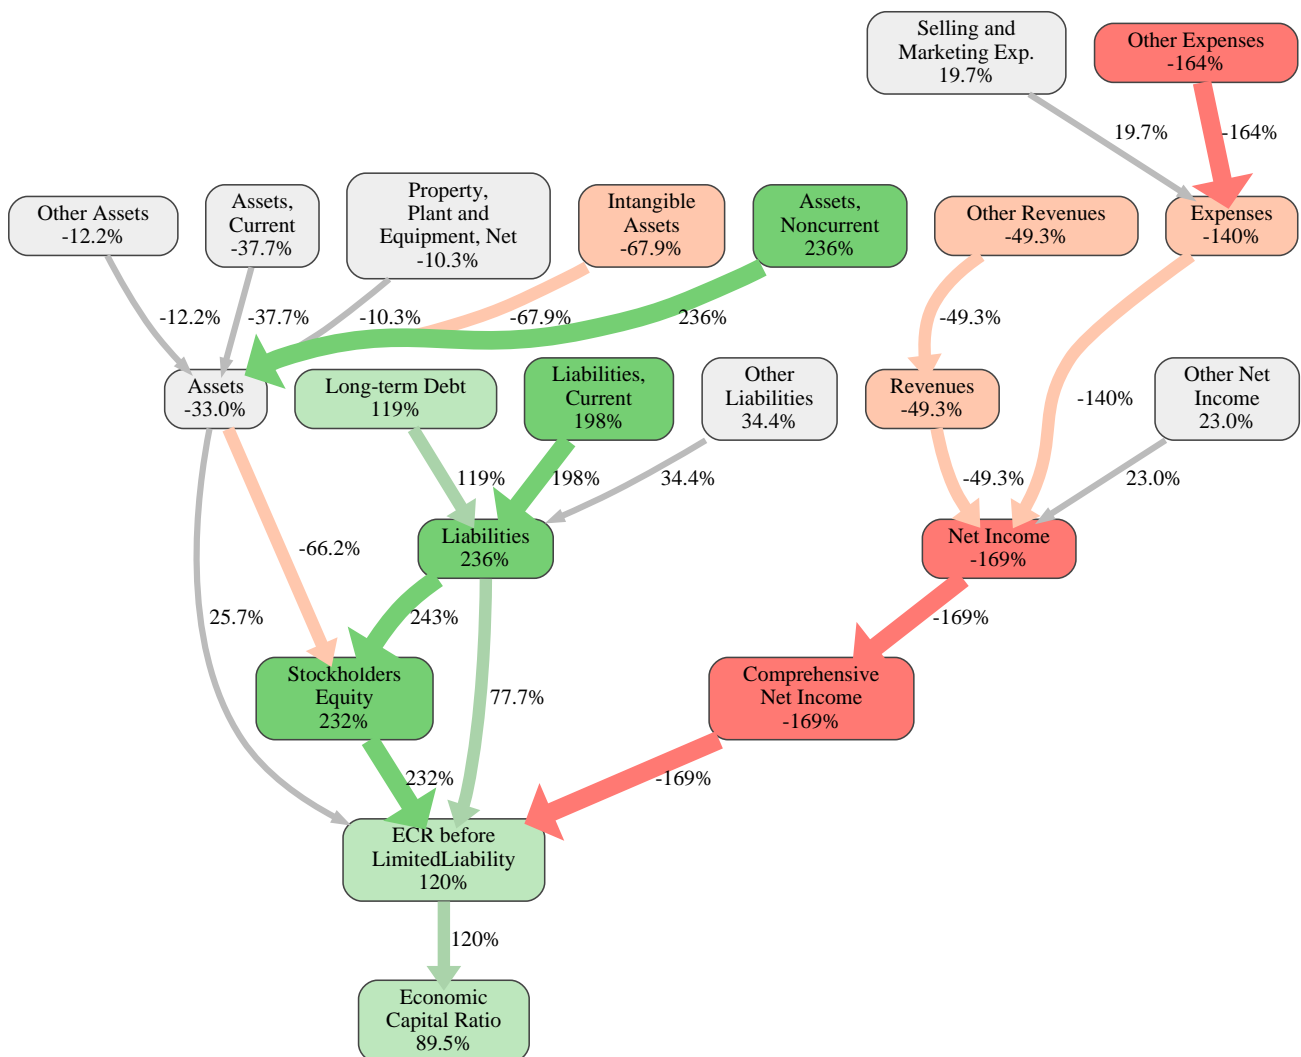 Selling and
Marketing Exp.
19.7%
Other Expenses
-164%
19.7%
-164%
Other Assets
-12.2%
Assets,
Current
-37.7%
Property,
Plant and
Equipment, Net
-10.3%
Intangible
Assets
-67.9%
Assets,
Noncurrent
236%
Other Revenues
-49.3%
Expenses
-140%
-12.2%
-37.7%
-10.3%
-67.9%
236%
-49.3%
-140%
Assets
-33.0%
Long-term Debt
119%
Liabilities,
Current
198%
Other
Liabilities
34.4%
Revenues
-49.3%
Other Net
Income
23.0%
119%
198%
34.4%
-49.3%
23.0%
-66.2%
Liabilities
236%
Net Income
-169%
25.7%
243%
-169%
Stockholders
Equity
232%
77.7%
Comprehensive
Net Income
-169%
232%
-169%
ECR before
LimitedLiability
120%
120%
Economic
Capital Ratio
89.5%